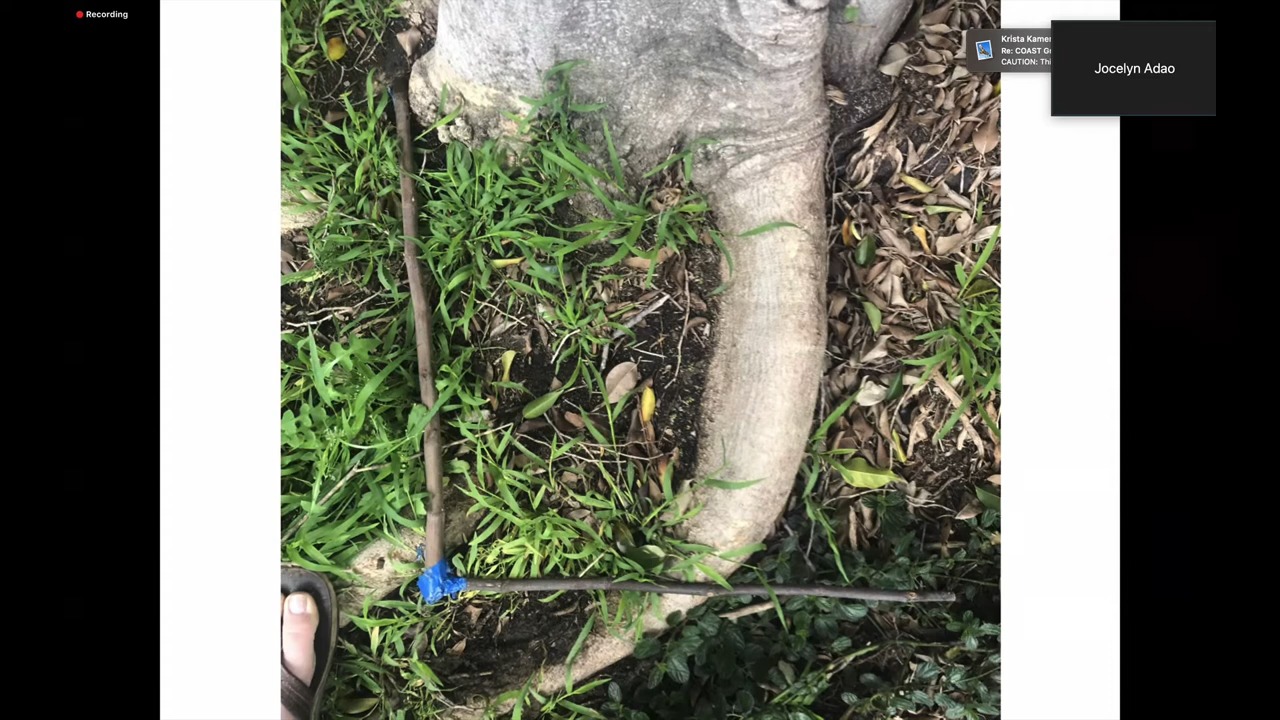 Recording
Krista Kamer
Re: COAST G
CAUTION: Thi
Jocelyn Adao